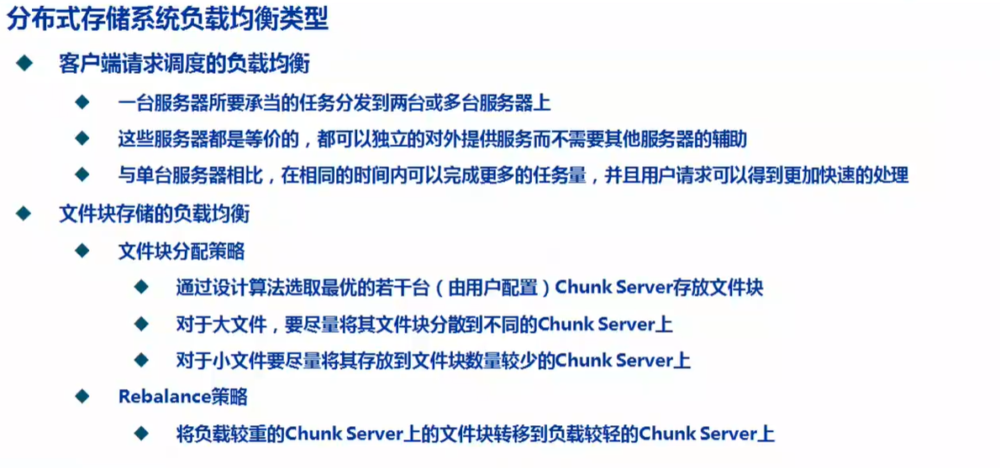 分布式存储系统负载均衡类型
客户端请求调度的负载均衡
一台服务器所要承当的任务分发到两台或多台服务器上
这些服务器都是等价的，都可以独立的对外提供服务而不需要其他服务器的辅助
与单台服务器相比，在相同的时间内可以完成更多的任务量，并且用户请求可以得到更加快速的处理
文件块存储的负载均衡
文件块分配策略
通过设计算法选取最优的若干台（由用户配置）Chunk Server存放文件块
对于大文件，要尽量将其文件块分散到不同的Chunk Server上
对于小文件要尽量将其存放到文件块数量较少的Chunk Server上
Rebalance策略
将负载较重的Chunk Server上的文件块转移到负载较轻的Chunk Server上